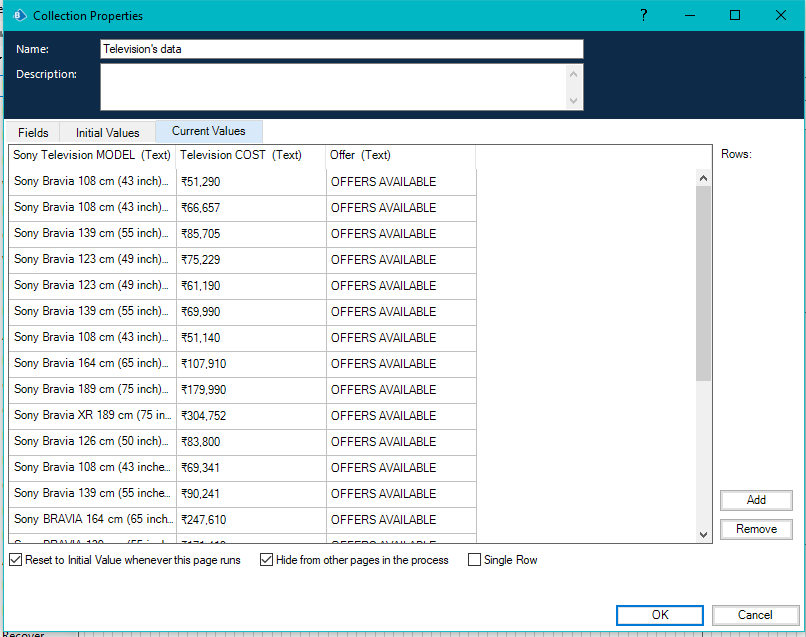 Collection Properties
?
Name: Television's data
Description:
Fields Initial Values Current Values
Sony Television MODEL (Text) Television COST (Text) Offer (Text)
Rows:
Sony Bravia 108 cm (43 inch)... ₹51,290 OFFERS AVAILABLE
Sony Bravia 108 cm (43 inch)... ₹66,657 OFFERS AVAILABLE
Sony Bravia 139 cm (55 inch)... ₹85,705 OFFERS AVAILABLE
Sony Bravia 123 cm (49 inch)... ₹75,229 OFFERS AVAILABLE
Sony Bravia 123 cm (49 inch)... ₹61,190 OFFERS AVAILABLE
Sony Bravia 139 cm (55 inch)... ₹69,990 OFFERS AVAILABLE
Sony Bravia 108 cm (43 inch)... ₹51,140 OFFERS AVAILABLE
Sony Bravia 164 cm (65 inch)... ₹107,910 OFFERS AVAILABLE
Sony Bravia 189 cm (75 inch)... ₹179,990 OFFERS AVAILABLE
Sony Bravia XR 189 cm (75 in... ₹304,752 OFFERS AVAILABLE
Sony Bravia 126 cm (50 inch)... ₹83,800 OFFERS AVAILABLE
Sony Bravia 108 cm (43 inche... ₹69,341 OFFERS AVAILABLE
Sony Bravia 139 cm (55 inche... ₹90,241 OFFERS AVAILABLE
Sony BRAVIA 164 cm (65 inch... ₹247,610 OFFERS AVAILABLE
Add
Remove
Reset to Initial Value whenever this page runs Hide from other pages in the process Single Row
OK Cancel
Recover